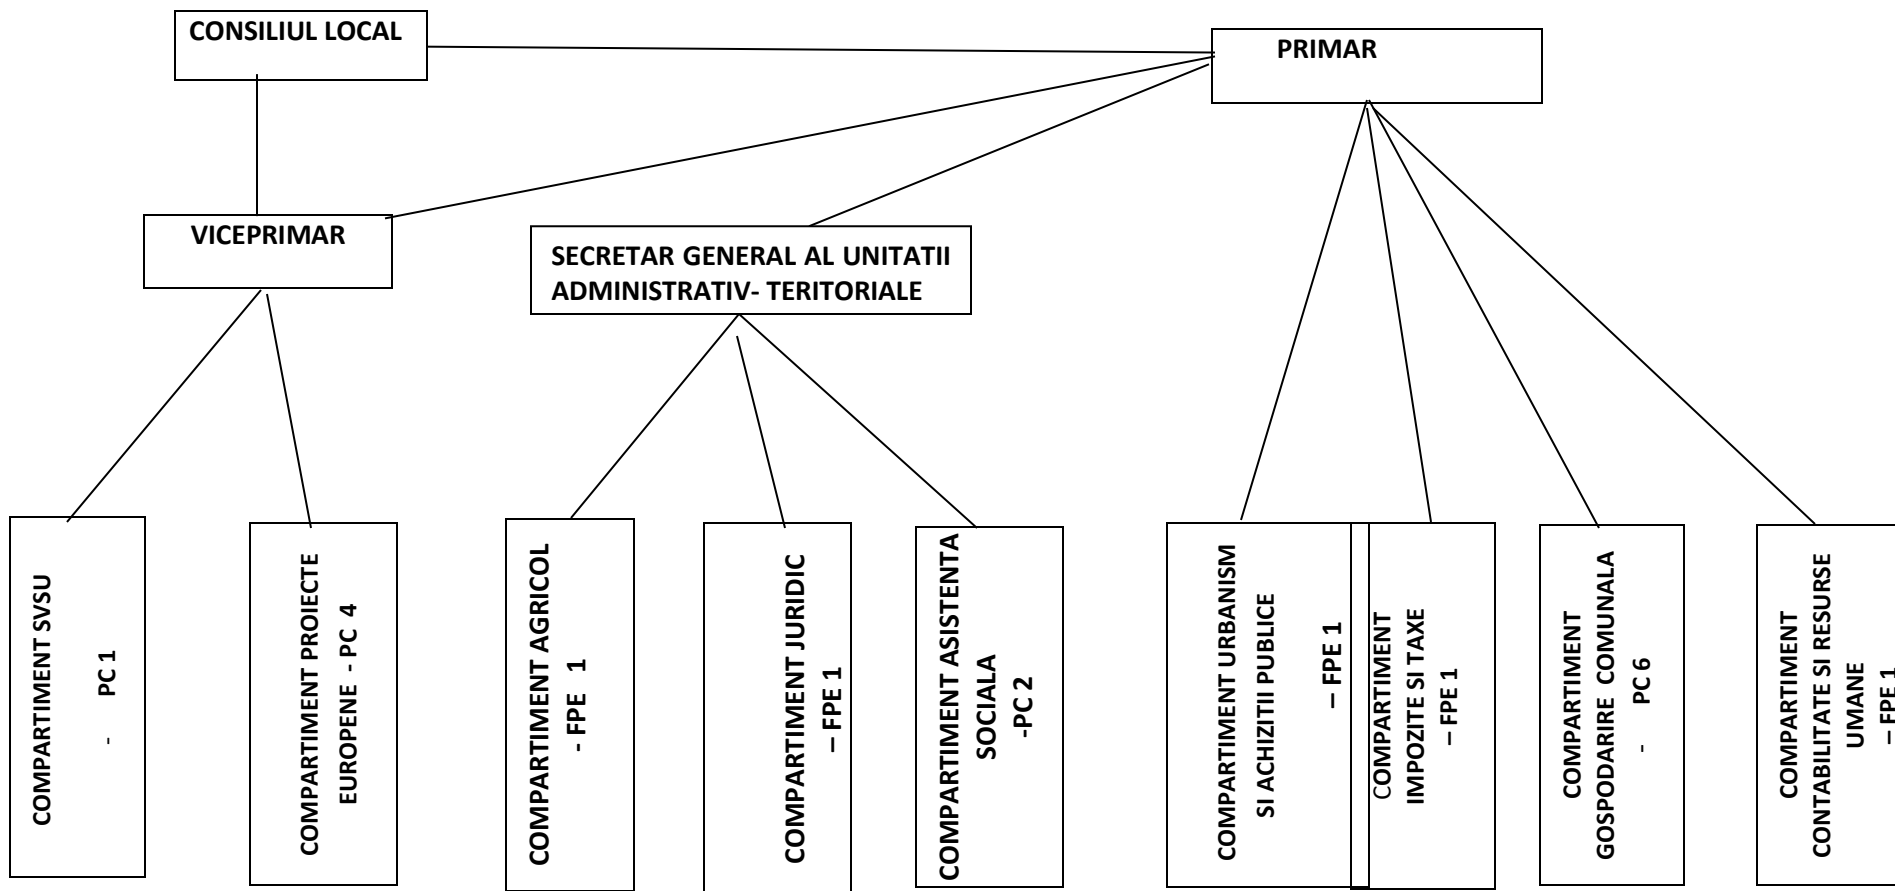 CONSILIUL LOCAL
PRIMAR
VICEPRIMAR
SECRETAR GENERAL AL UNITATII
ADMINISTRATIV- TERITORIALE
COMPARTIMENT SVSU
- PC 1
COMPARTIMENT PROIECTE
EUROPENE - PC 4
COMPARTIMENT AGRICOL
- FPE 1
COMPARTIMENT JURIDIC
– FPE 1
COMPARTIMENT ASISTENTA
SOCIALA
-PC 2
COMPARTIMENT URBANISM
SI ACHIZITII PUBLICE
– FPE 1
COMPARTIMENT
IMPOZITE SI TAXE
– FPE 1
COMPARTIMENT
GOSPODARIRE COMUNALA
- PC 6
COMPARTIMENT
CONTABILITATE SI RESURSE
UMANE
– FPE 1